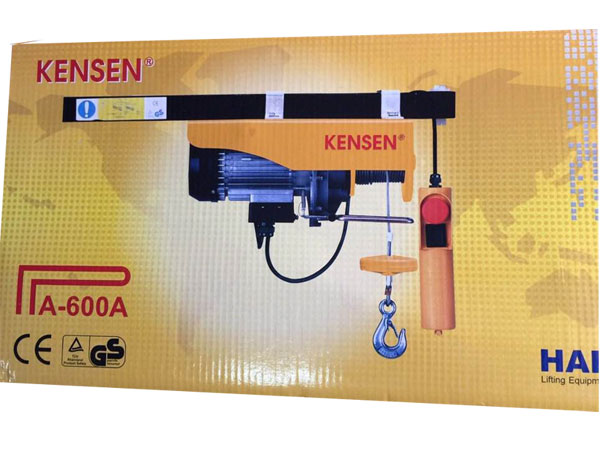 KENSEN®
KENSEN®
PA-600A
CE
GS
HAI
Lifting Equipm